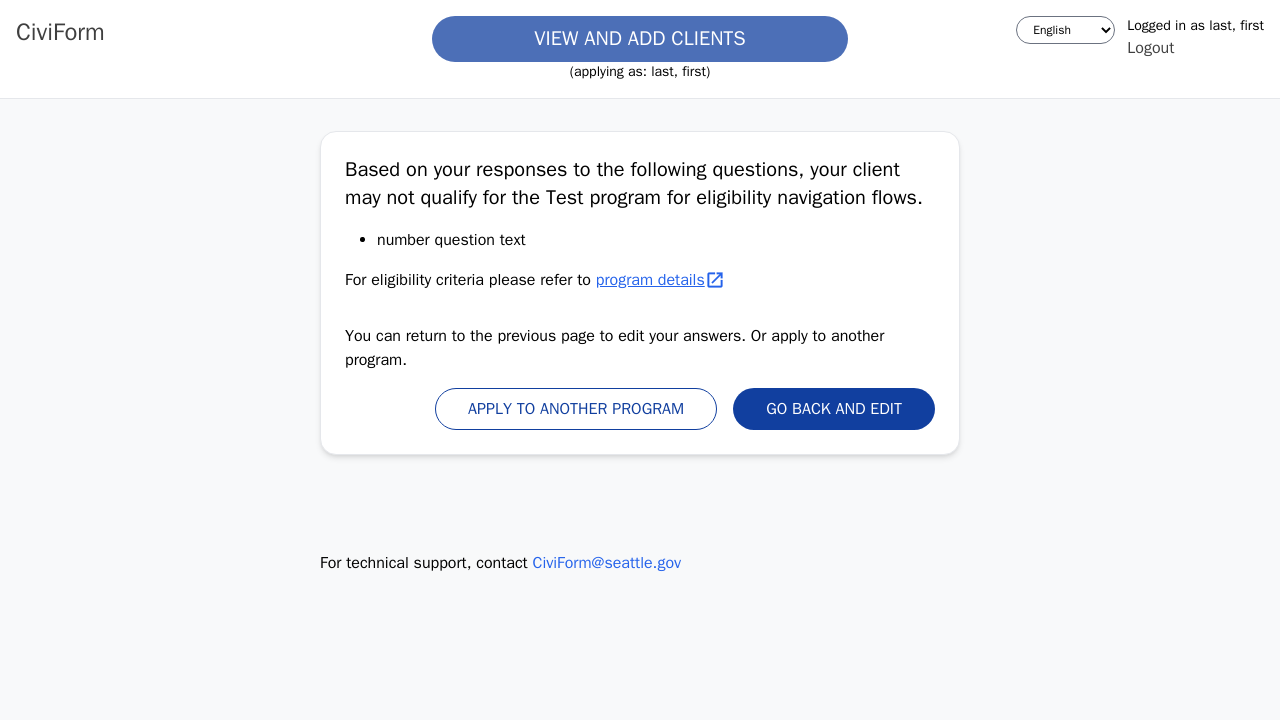 CiviForm
VIEW AND ADD CLIENTS
(applying as: last, first)
English
Logged in as last, first
Logout
Based on your responses to the following questions, your client
may not qualify for the Test program for eligibility navigation flows.
• number question text
For eligibility criteria please refer to program details
You can return to the previous page to edit your answers. Or apply to another
program.
APPLY TO ANOTHER PROGRAM
GO BACK AND EDIT
For technical support, contact CiviForm@seattle.gov